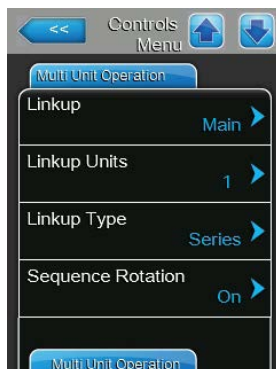 <<
Controls
Menu
Multi Unit Operation
Linkup
Main
Linkup Units
1
Linkup Type
Series
Sequence Rotation
On
Multi Unit Operation